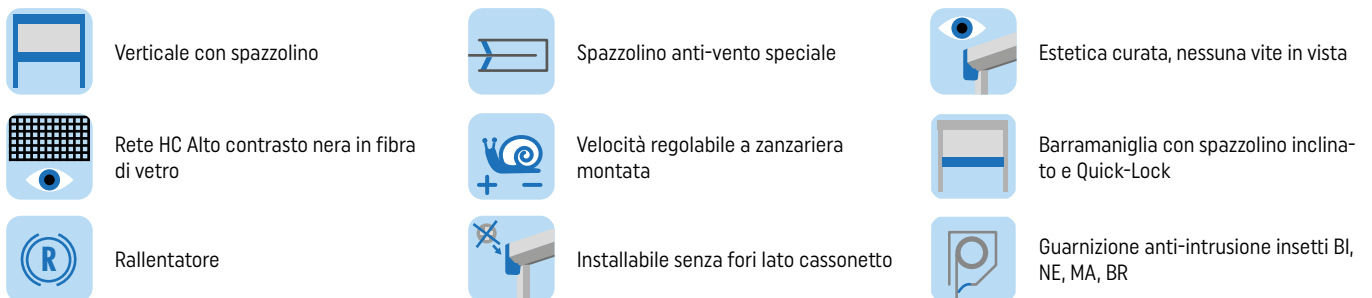 Verticale con spazzolino
Spazzolino anti-vento speciale
Estetica curata, nessuna vite in vista
Rete HC Alto contrasto nera in fibra
di vetro
Velocità regolabile a zanzariera
montata
Barramaniglia con spazzolino inclina-
to e Quick-Lock
R
Rallentatore
Installabile senza fori lato cassonetto
Guarnizione anti-intrusione insetti BI,
NE, MA, BR